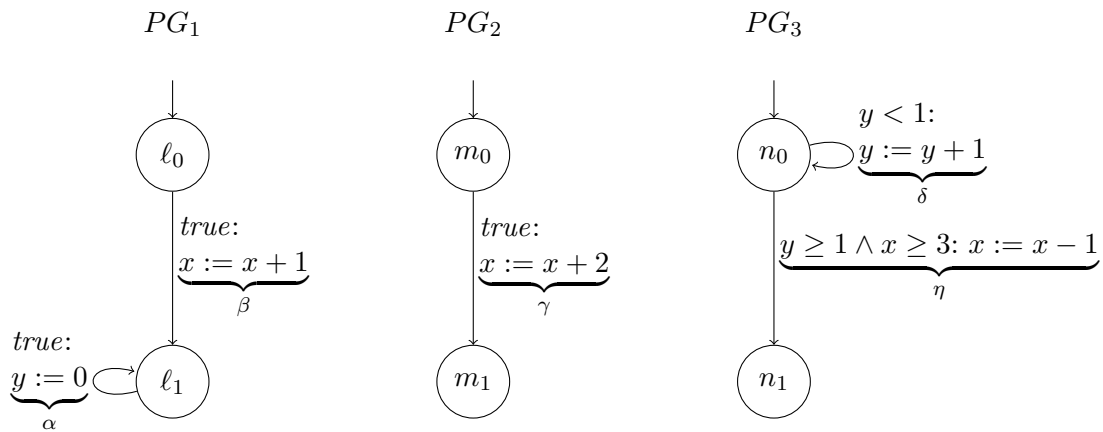 PG₁
ℓ₀
true:
x := x + 1
β
true:
y := 0
α
ℓ₁
PG₂
m₀
true:
x := x + 2
γ
m₁
PG₃
n₀
y < 1:
y := y + 1
δ
y ≥ 1 ∧ x ≥ 3: x := x − 1
η
n₁